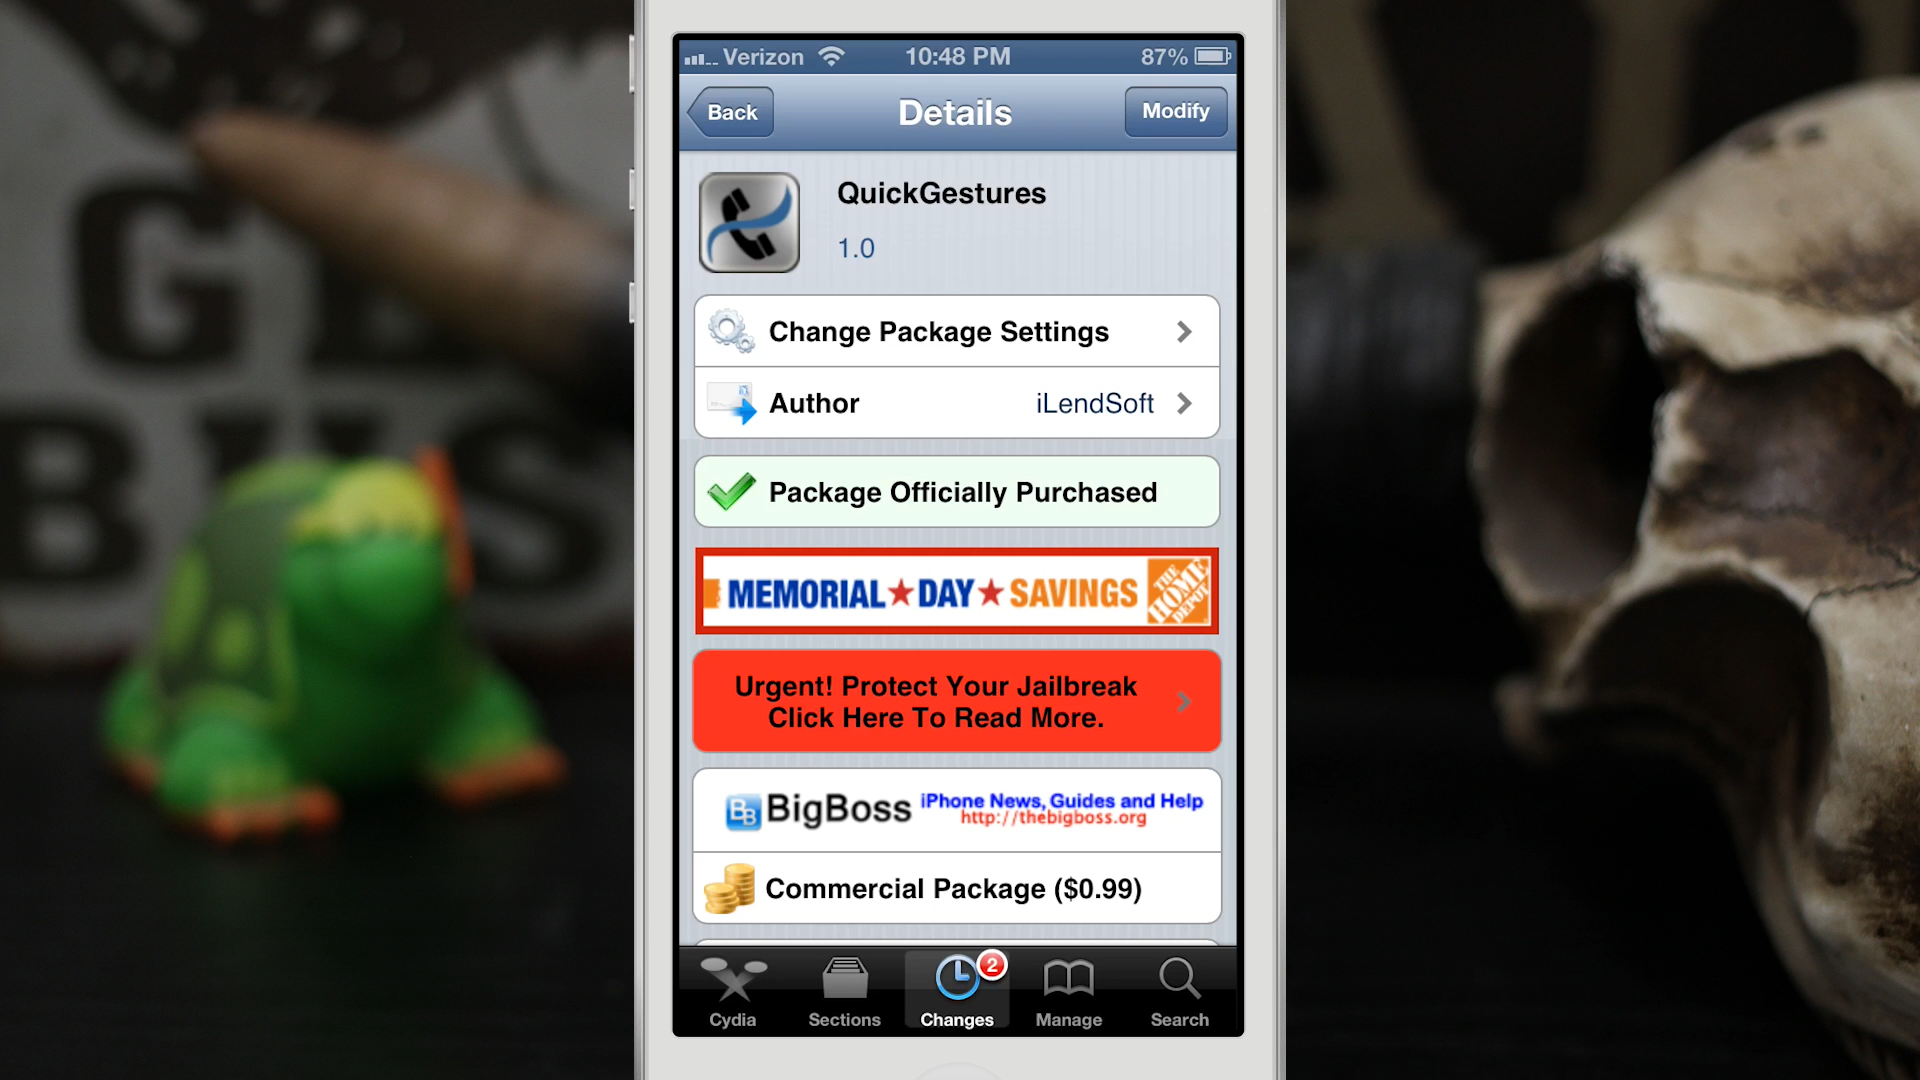 Verizon 10:48 PM 87%
Back Details Modify
QuickGestures
1.0
Change Package Settings
Author iLendSoft
Package Officially Purchased
MEMORIAL★DAY★SAVINGS THE HOME DEPOT
Urgent! Protect Your Jailbreak
Click Here To Read More.
BB BigBoss iPhone News, Guides and Help
http://thebigboss.org
Commercial Package ($0.99)
2
Cydia Sections Changes Manage Search